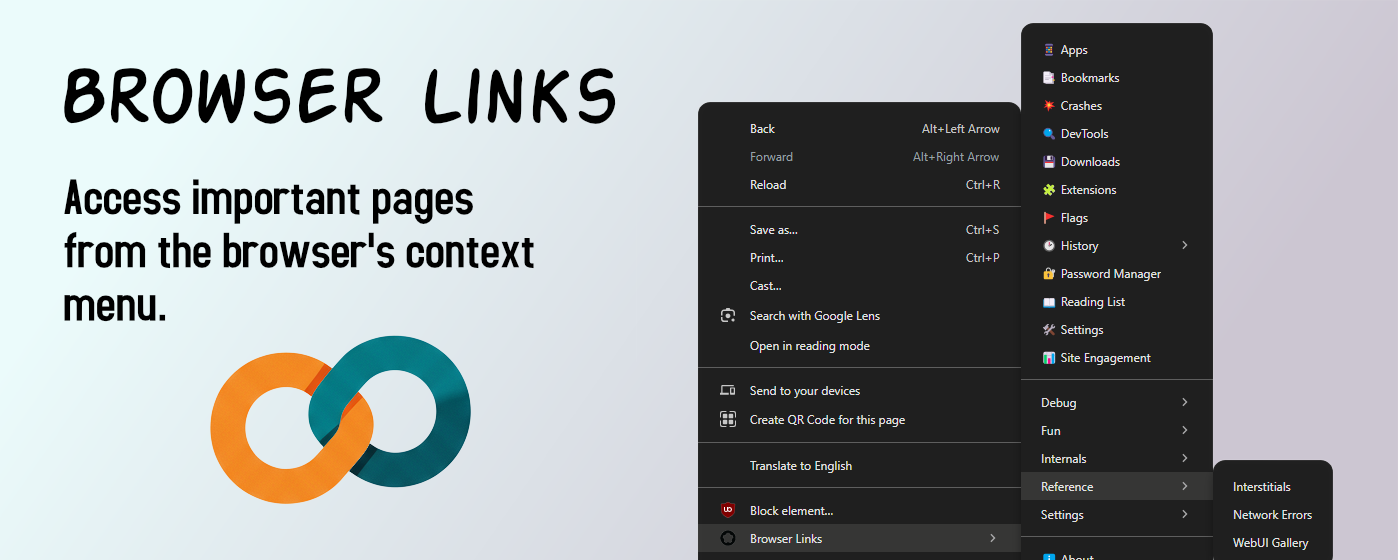 BROWSER LINKS
Access important pages
from the browser's context
menu.
Back Alt+Left Arrow
Forward Alt+Right Arrow
Reload Ctrl+R
Save as... Ctrl+S
Print... Ctrl+P
Cast...
Search with Google Lens
Open in reading mode
Send to your devices
Create QR Code for this page
Translate to English
Block element...
Browser Links
Apps
Bookmarks
Crashes
DevTools
Downloads
Extensions
Flags
History
Password Manager
Reading List
Settings
Site Engagement
Debug
Fun
Internals
Reference
Settings
About
Interstitials
Network Errors
WebUI Gallery